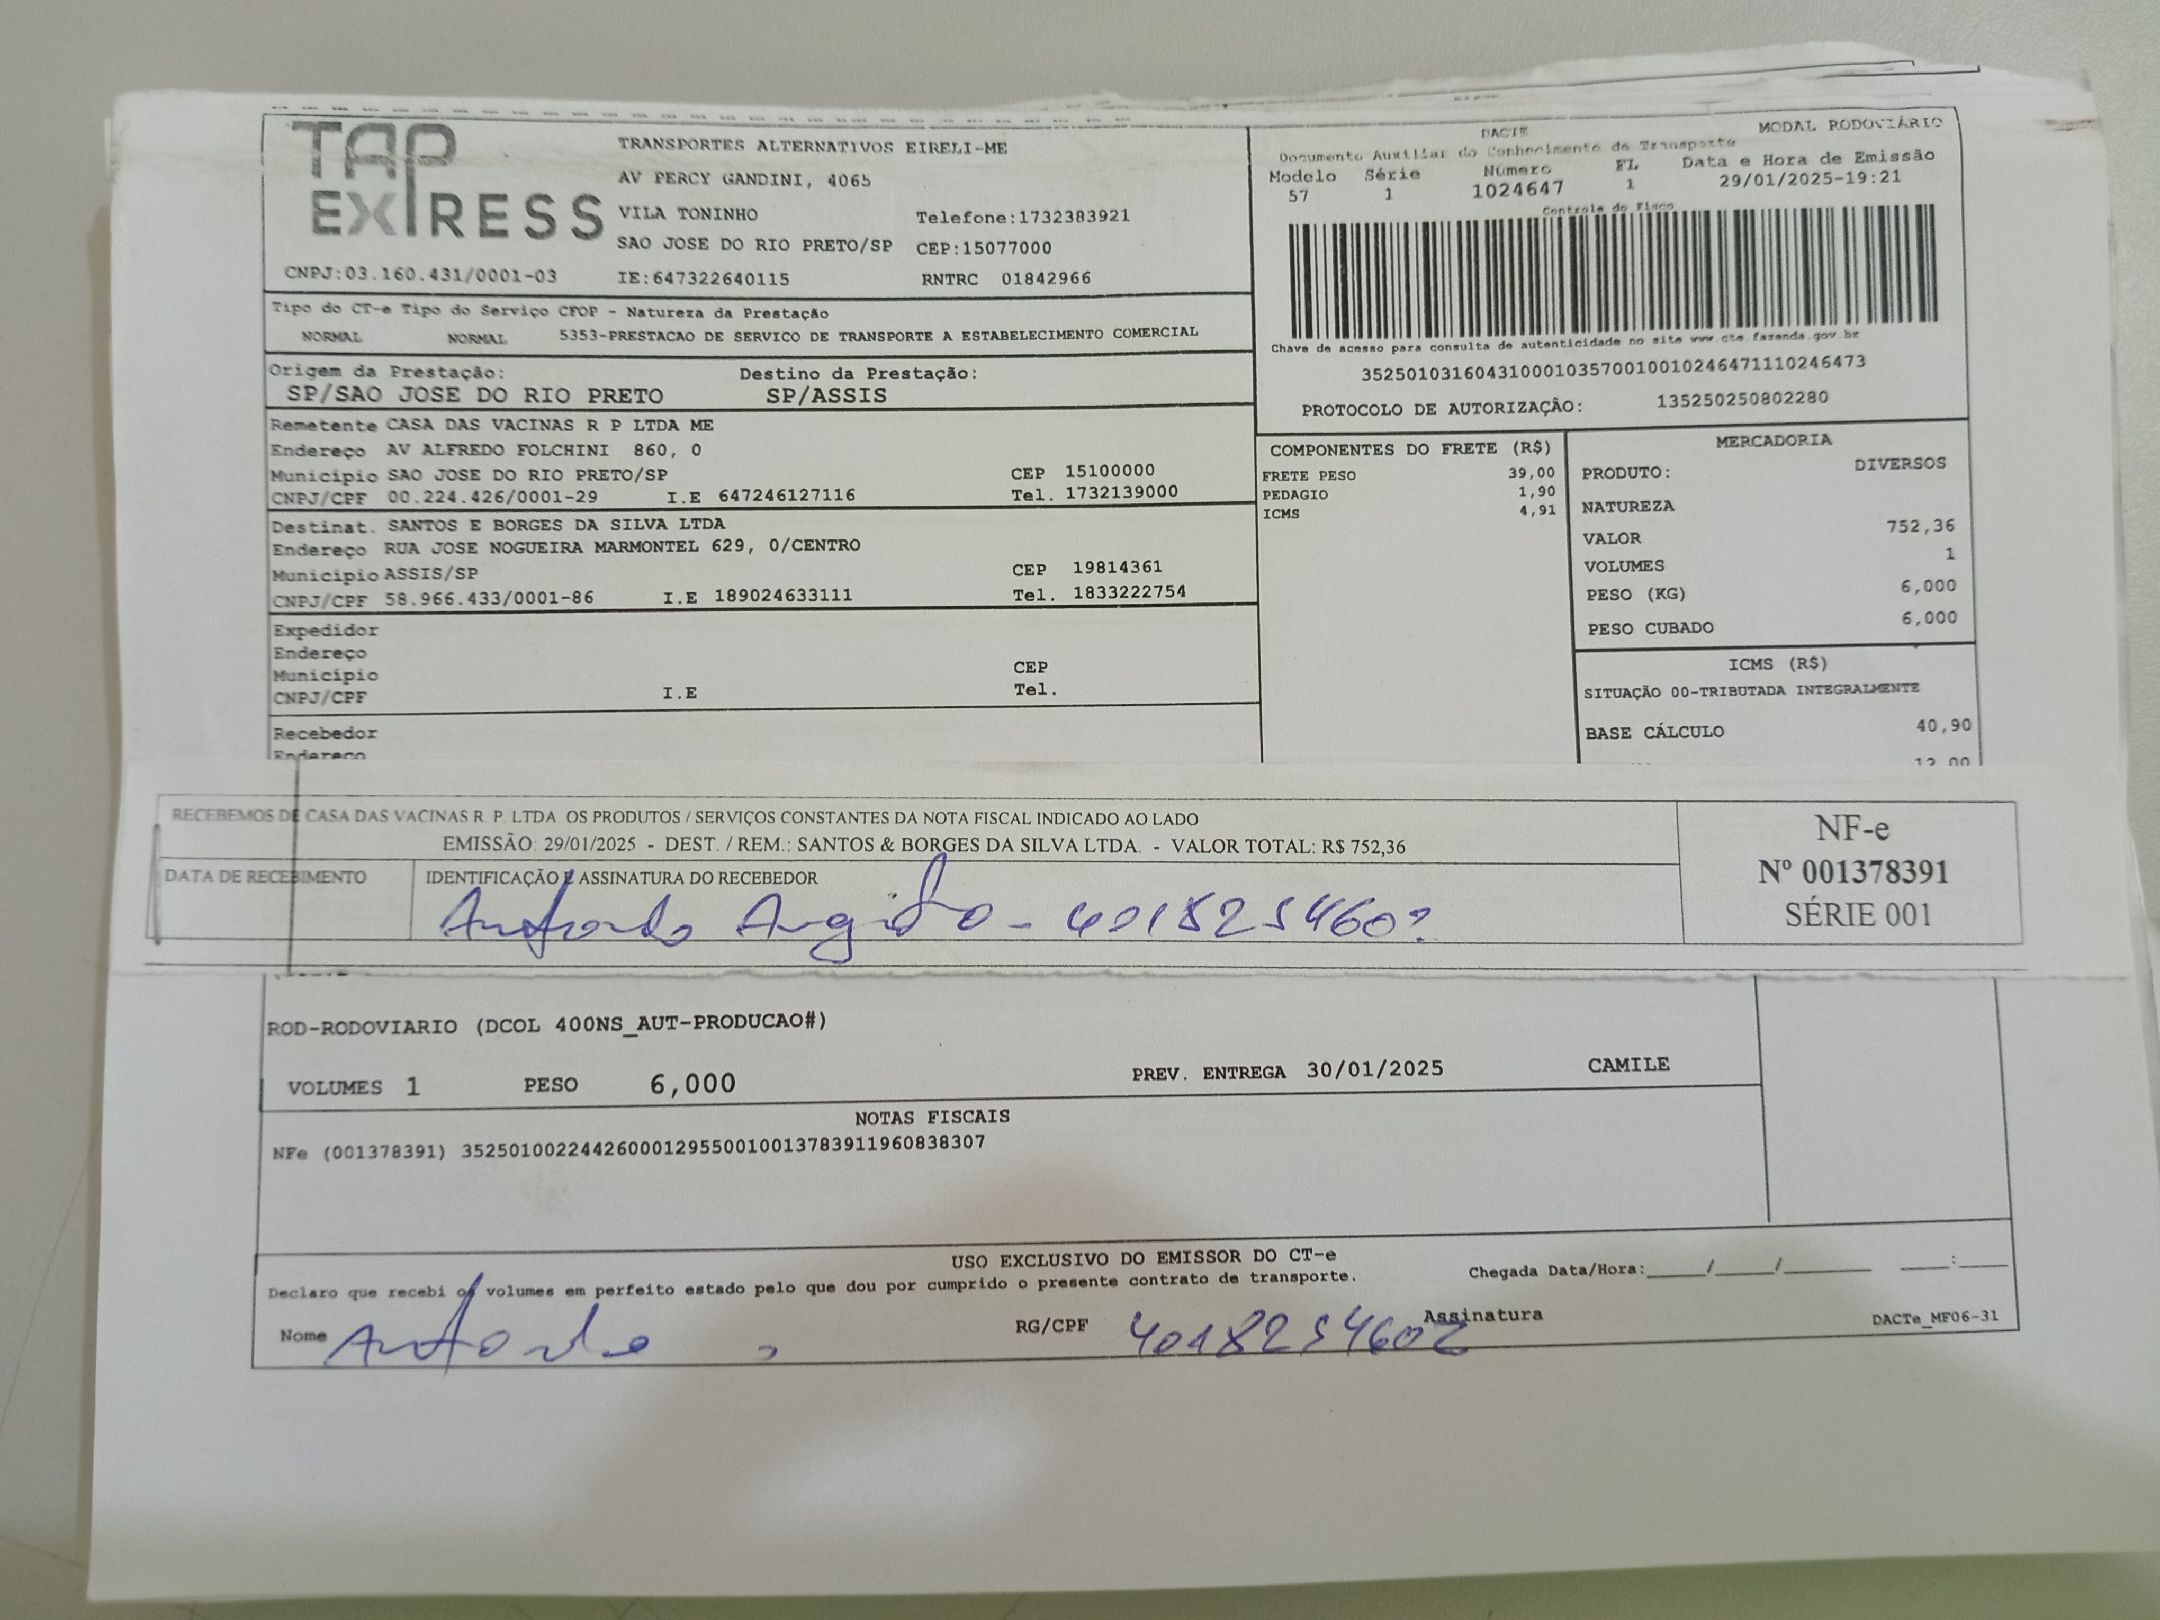 TAP EXPRESS
TRANSPORTES ALTERNATIVOS EIRELI-ME
AV PERCY GANDINI, 4065
VILA TONINHO Telefone:1732383921
SAO JOSE DO RIO PRETO/SP CEP:15077000
CNPJ:03.160.431/0001-03 IE:647322640115 RNTRC 01842966
DACTE MODAL RODOVIÁRIO
Documento Auxiliar do Conhecimento de Transporte
Modelo Série Número FL Data e Hora de Emissão
57 1 1024647 1 29/01/2025-19:21
Controle do Fisco
Chave de acesso para consulta de autenticidade no site www.cte.fazenda.gov.br
35250103160431000103570010010246471110246473
PROTOCOLO DE AUTORIZAÇÂO: 135250250802280
Tipo do CT-e Tipo do Serviço CFOP - Natureza da Prestação
NORMAL NORMAL 5353-PRESTACAO DE SERVICO DE TRANSPORTE A ESTABELECIMENTO COMERCIAL
Origem da Prestação: Destino da Prestação:
SP/SAO JOSE DO RIO PRETO SP/ASSIS
Remetente CASA DAS VACINAS R P LTDA ME
Endereço AV ALFREDO FOLCHINI 860, 0
Município SAO JOSE DO RIO PRETO/SP CEP 15100000
CNPJ/CPF 00.224.426/0001-29 I.E 647246127116 Tel. 1732139000
Destinat. SANTOS E BORGES DA SILVA LTDA
Endereço RUA JOSE NOGUEIRA MARMONTEL 629, 0/CENTRO
Município ASSIS/SP CEP 19814361
CNPJ/CPF 58.966.433/0001-86 I.E 189024633111 Tel. 1833222754
Expedidor
Endereço
Município CEP
CNPJ/CPF I.E Tel.
Recebedor
Endereço
COMPONENTES DO FRETE (R$)
FRETE PESO 39,00
PEDAGIO 1,90
ICMS 4,91
MERCADORIA
PRODUTO: DIVERSOS
NATUREZA
VALOR 752,36
VOLUMES 1
PESO (KG) 6,000
PESO CUBADO 6,000
ICMS (R$)
SITUAÇÃO 00-TRIBUTADA INTEGRALMENTE
BASE CÁLCULO 40,90
12,00
RECEBEMOS DE CASA DAS VACINAS R. P. LTDA. OS PRODUTOS / SERVIÇOS CONSTANTES DA NOTA FISCAL INDICADO AO LADO
EMISSÃO: 29/01/2025 - DEST. / REM.: SANTOS & BORGES DA SILVA LTDA. - VALOR TOTAL: R$ 752,36
DATA DE RECEBIMENTO IDENTIFICAÇÃO E ASSINATURA DO RECEBEDOR
NF-e
Nº 001378391
SÉRIE 001
ROD-RODOVIARIO (DCOL 400NS_AUT-PRODUCAO#)
VOLUMES 1 PESO 6,000 PREV. ENTREGA 30/01/2025 CAMILE
NOTAS FISCAIS
NFe (001378391) 35250100224426000129550010013783911960838307
USO EXCLUSIVO DO EMISSOR DO CT-e
Declaro que recebi os volumes em perfeito estado pelo que dou por cumprido o presente contrato de transporte. Chegada Data/Hora:____/____/______ ____:____
Nome RG/CPF 4018254602 Assinatura DACTe_MF06-31